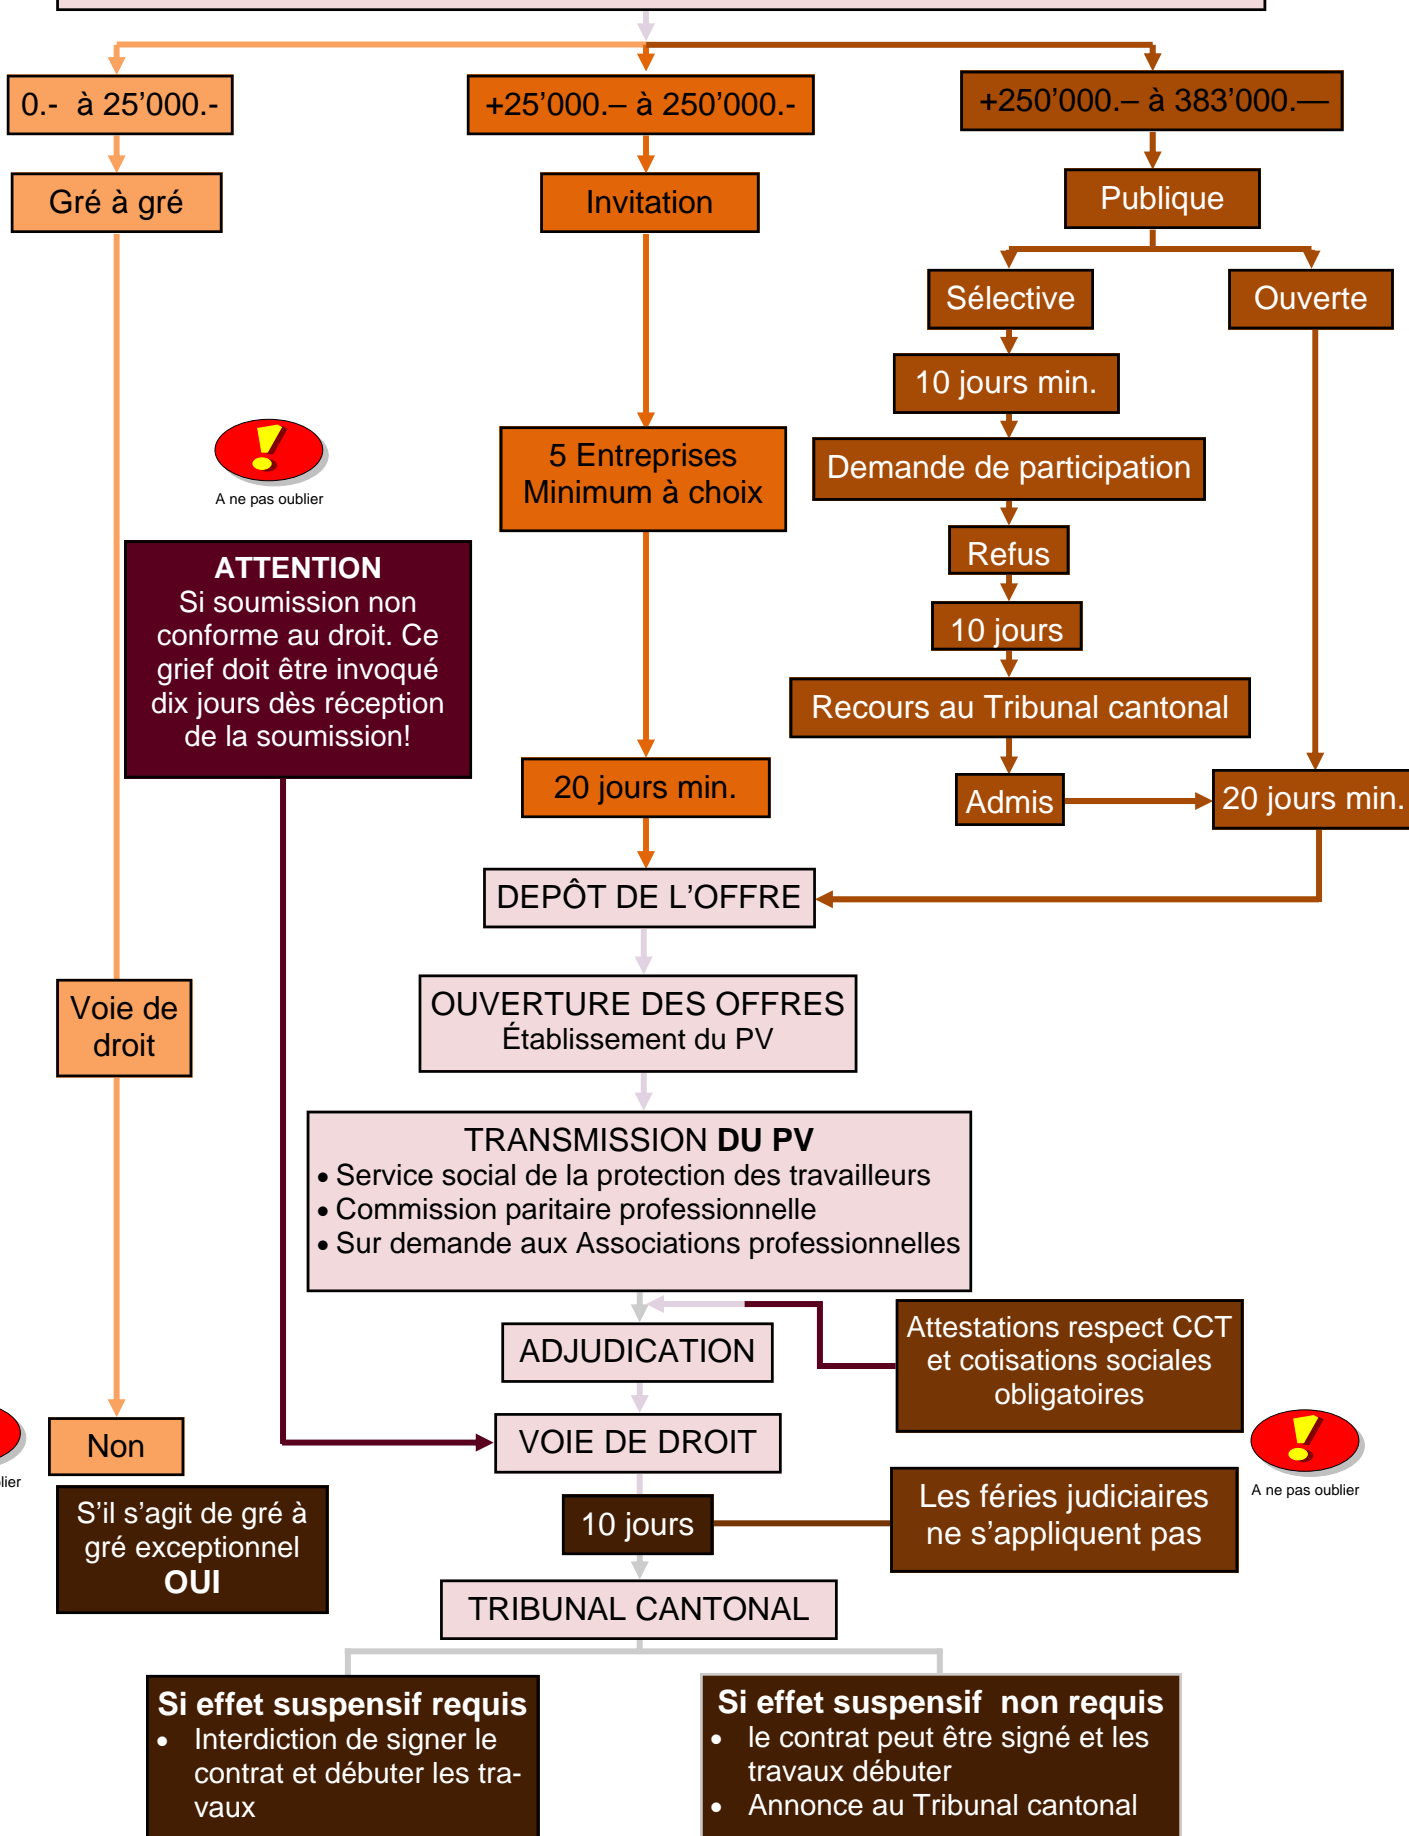 0.-  à 25’000.-
+25’000.– à 250’000.-
+250’000.– à 383’000.—
Gré à gré
Invitation
Publique
Sélective
Ouverte
10 jours min.
Demande de participation
Refus
10 jours
Recours au Tribunal cantonal
Admis
20 jours min.
5 Entreprises
Minimum à choix
20 jours min.
A ne pas oublier
ATTENTION
Si soumission non
conforme au droit. Ce
grief doit être invoqué
dix jours dès réception
de la soumission!
DEPÔT DE L’OFFRE
OUVERTURE DES OFFRES
Établissement du PV
Voie de
droit
TRANSMISSION DU PV
• Service social de la protection des travailleurs
• Commission paritaire professionnelle
• Sur demande aux Associations professionnelles
ADJUDICATION
Attestations respect CCT
et cotisations sociales
obligatoires
VOIE DE DROIT
Non
lier
A ne pas oublier
S’il s’agit de gré à
gré exceptionnel
OUI
10 jours
Les féries judiciaires
ne s’appliquent pas
TRIBUNAL CANTONAL
Si effet suspensif requis
• Interdiction de signer le
contrat et débuter les tra-
vaux
Si effet suspensif  non requis
• le contrat peut être signé et les
travaux débuter
• Annonce au Tribunal cantonal